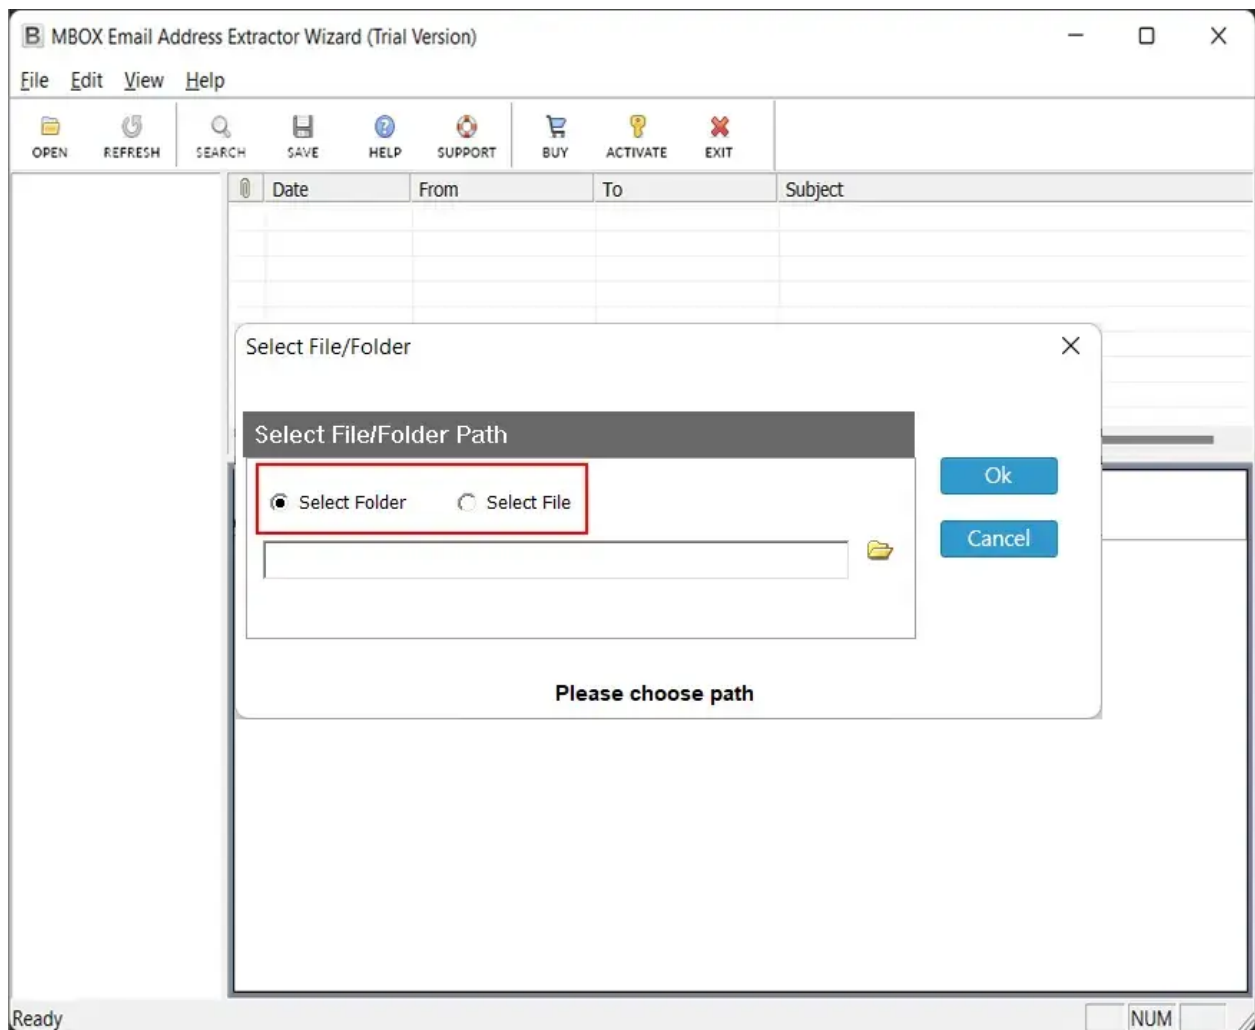 B MBOX Email Address Extractor Wizard (Trial Version)
File Edit View Help
OPEN REFRESH SEARCH SAVE HELP SUPPORT BUY ACTIVATE EXIT
Date From To Subject
Select File/Folder
Select File/Folder Path
Select Folder Select File
Ok
Cancel
Please choose path
Ready NUM